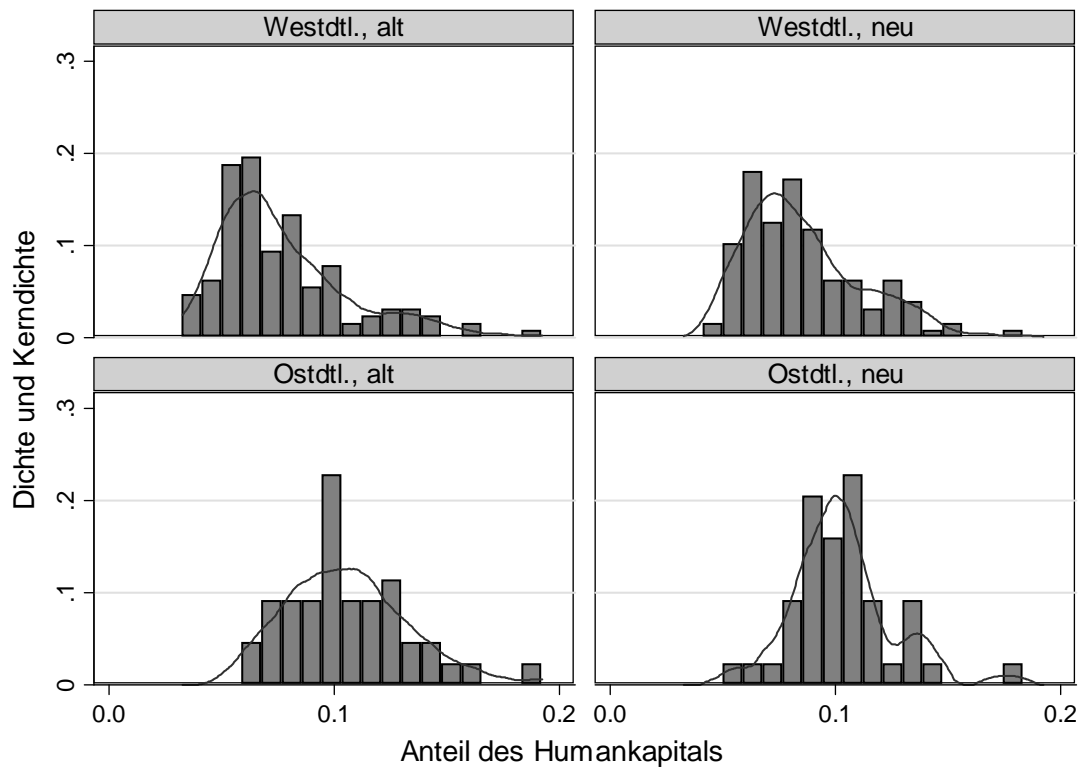 Westdtl., alt
Westdtl., neu
.3
.2
.1
0
Ostdtl., alt
Ostdtl., neu
.3
.2
.1
0
Dichte und Kerndichte
0.0
0.1
0.2
0.0
0.1
0.2
Anteil des Humankapitals